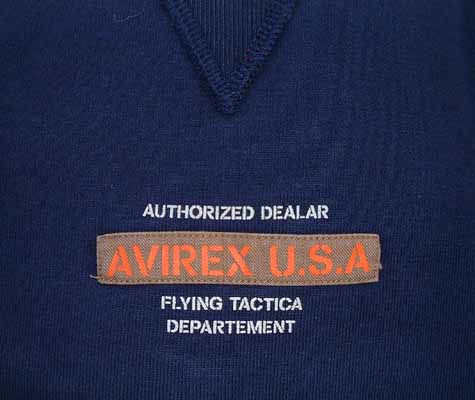 AUTHORIZED DEALAR
AVIREX U.S.A
FLYING TACTICA
DEPARTEMENT